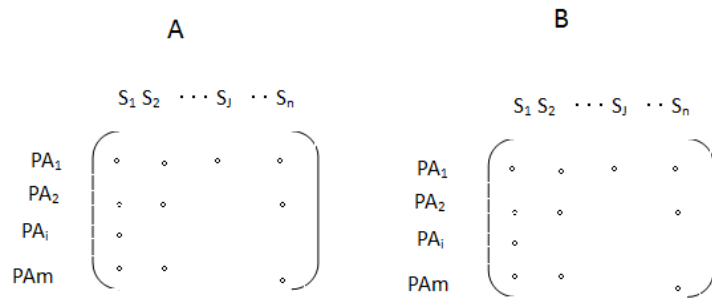 A
S₁ S₂ ··· Sⱼ ·· Sₙ
PA₁
PA₂
PAᵢ
PAm
B
S₁ S₂ ··· Sⱼ ·· Sₙ
PA₁
PA₂
PAᵢ
PAm